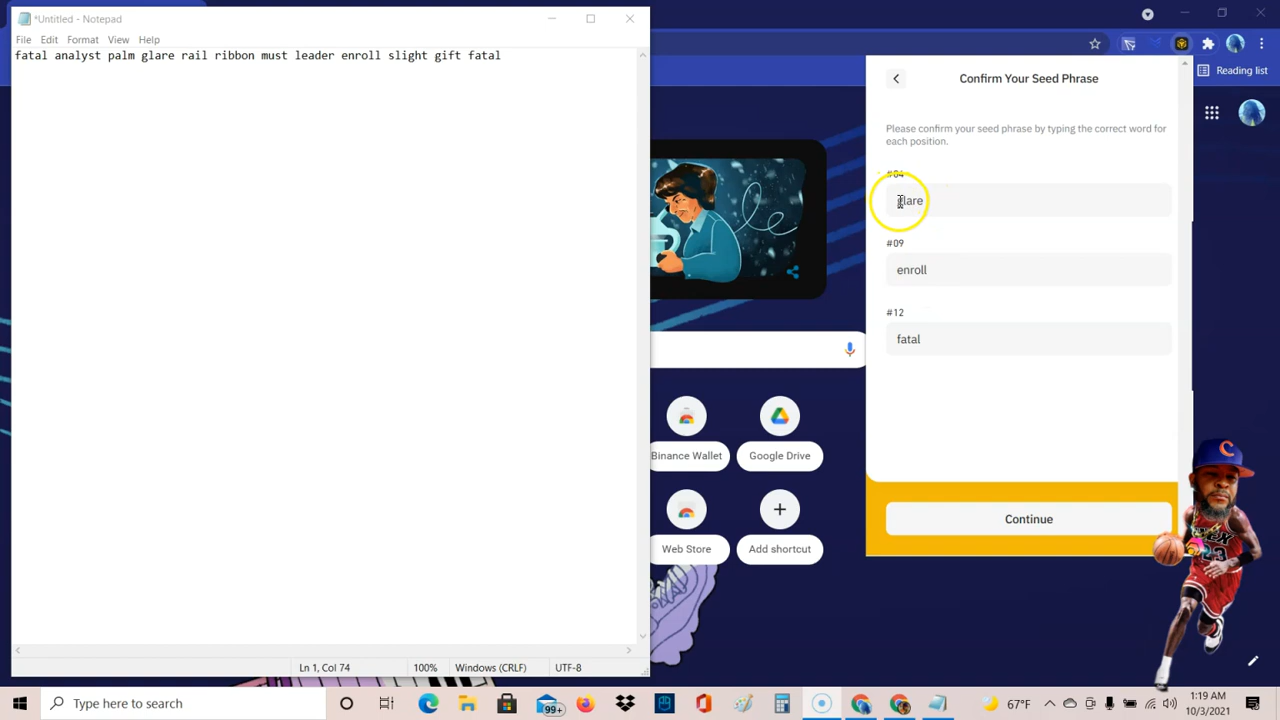 *Untitled - Notepad
File Edit Format View Help
fatal analyst palm glare rail ribbon must leader enroll slight gift fatal
Ln 1, Col 74 100% Windows (CRLF) UTF-8
Reading list
Confirm Your Seed Phrase
Please confirm your seed phrase by typing the correct word for
each position.
#04
glare
#09
enroll
#12
fatal
Continue
Binance Wallet
Google Drive
Web Store
Add shortcut
Type here to search
99+
67°F
1:19 AM
10/3/2021